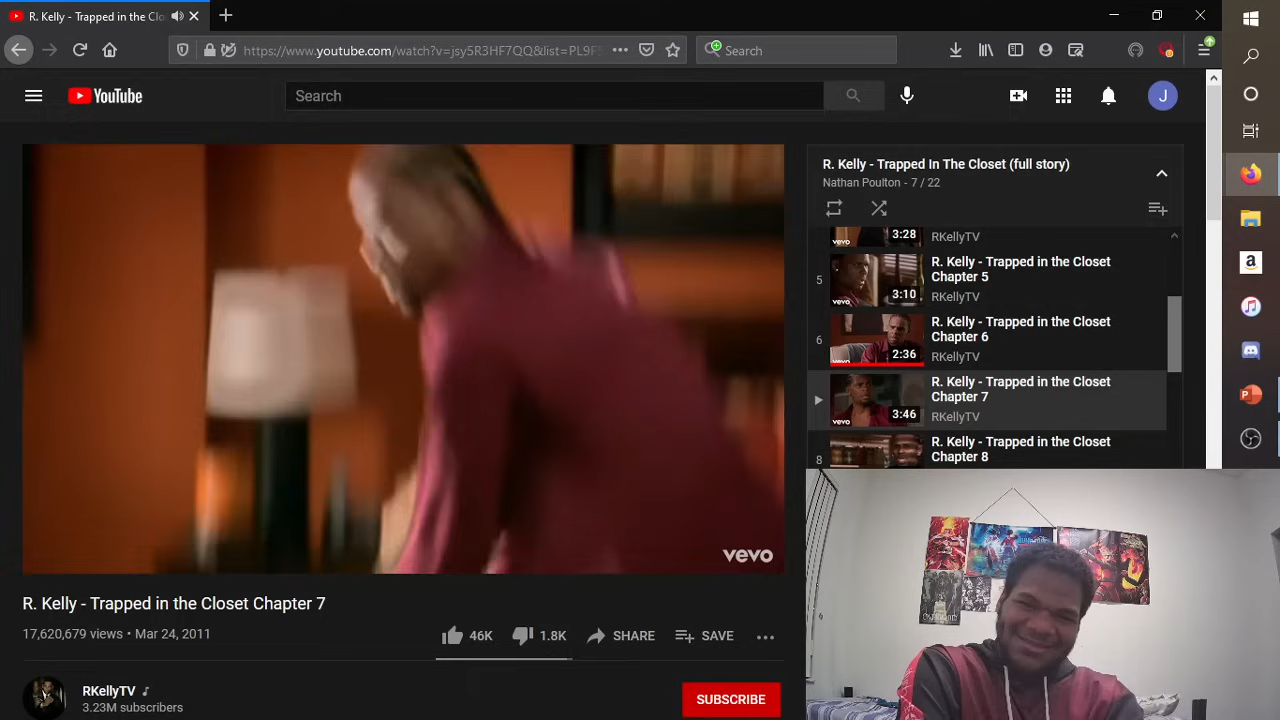 R. Kelly - Trapped in the Clo
https://www.youtube.com/watch?v=jsy5R3HF7QQ&list=PL9F5
Search
YouTube
Search
J
vevo
R. Kelly - Trapped in the Closet Chapter 7
17,620,679 views • Mar 24, 2011
46K
1.8K
SHARE
SAVE
RKellyTV
3.23M subscribers
SUBSCRIBE
R. Kelly - Trapped In The Closet (full story)
Nathan Poulton - 7 / 22
vevo
3:28
RKellyTV
5
vevo
3:10
R. Kelly - Trapped in the Closet
Chapter 5
RKellyTV
6
vevo
2:36
R. Kelly - Trapped in the Closet
Chapter 6
RKellyTV
vevo
3:46
R. Kelly - Trapped in the Closet
Chapter 7
RKellyTV
8
R. Kelly - Trapped in the Closet
Chapter 8